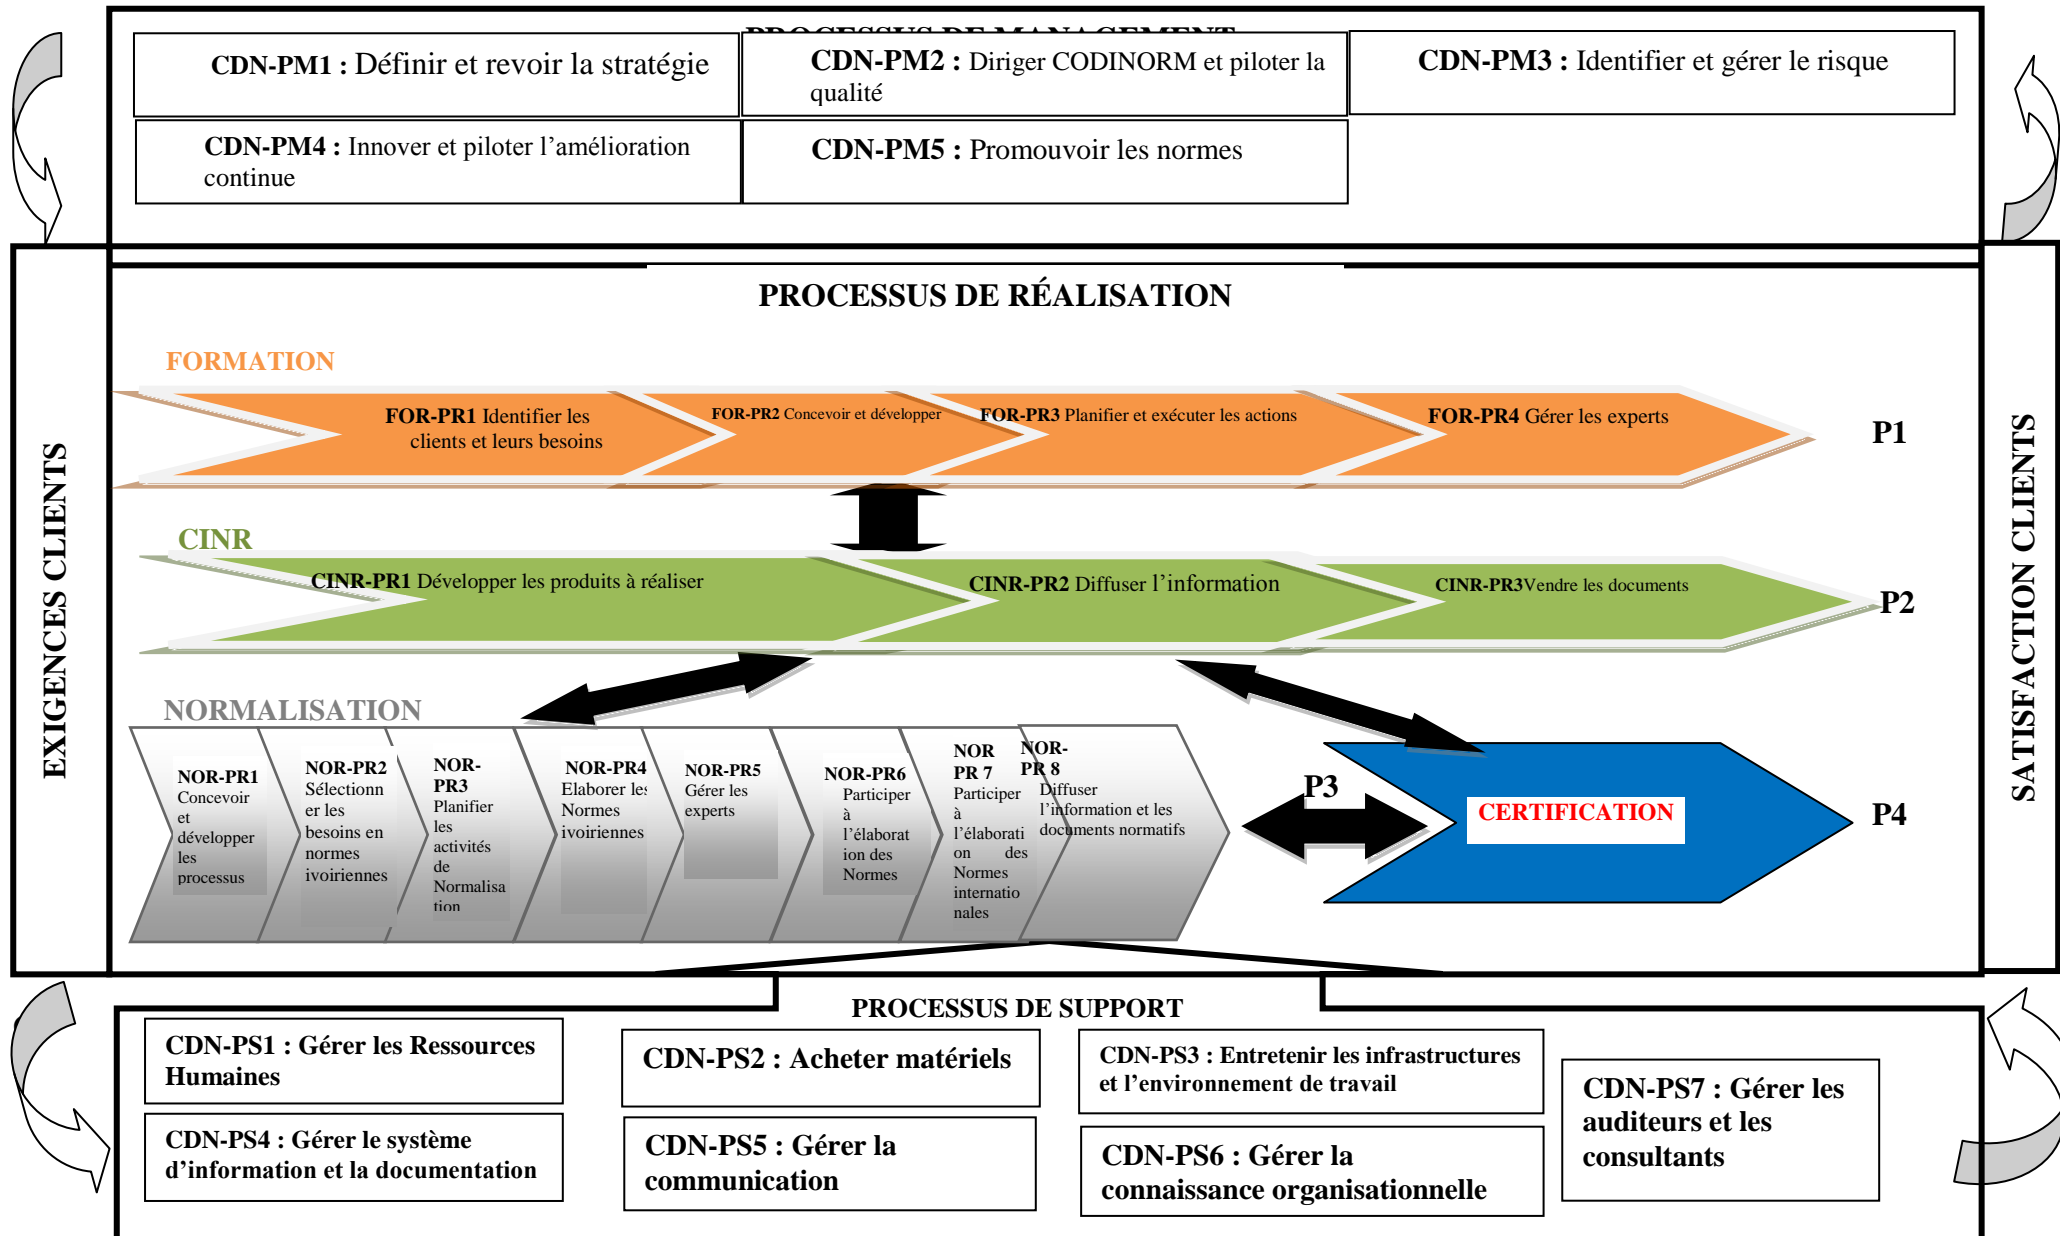 PROCESSUS DE MANAGEMENT
CDN-PM1 : Définir et revoir la stratégie
CDN-PM2 : Diriger CODINORM et piloter la
qualité
CDN-PM3 : Identifier et gérer le risque
CDN-PM4 : Innover et piloter l’amélioration
continue
CDN-PM5 : Promouvoir les normes
EXIGENCES CLIENTS
PROCESSUS DE RÉALISATION
FORMATION
FOR-PR1 Identifier les
clients et leurs besoins
FOR-PR2 Concevoir et développer
FOR-PR3 Planifier et exécuter les actions
FOR-PR4 Gérer les experts
P1
CINR
CINR-PR1 Développer les produits à réaliser
CINR-PR2 Diffuser l’information
CINR-PR3Vendre les documents
P2
NORMALISATION
NOR-PR1
Concevoir
et
développer
les
processus
NOR-PR2
Sélectionn
er les
besoins en
normes
ivoiriennes
NOR-
PR3
Planifier
les
activités
de
Normalisa
tion
NOR-PR4
Elaborer les
Normes
ivoiriennes
NOR-PR5
Gérer les
experts
NOR-PR6
Participer
à
l’élaborat
ion des
Normes
NOR
PR 7
Participer
à
l’élaborati
on des
Normes
internatio
nales
NOR-
PR 8
Diffuser
l’information et les
documents normatifs
P3
CERTIFICATION
P4
SATISFACTION CLIENTS
PROCESSUS DE SUPPORT
CDN-PS1 : Gérer les Ressources
Humaines
CDN-PS2 : Acheter matériels
CDN-PS3 : Entretenir les infrastructures
et l’environnement de travail
CDN-PS4 : Gérer le système
d’information et la documentation
CDN-PS5 : Gérer la
communication
CDN-PS6 : Gérer la
connaissance organisationnelle
CDN-PS7 : Gérer les
auditeurs et les
consultants